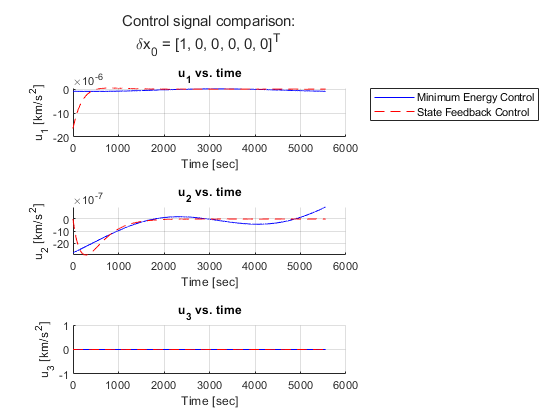 Control signal comparison:
δx₀ = [1, 0, 0, 0, 0, 0]ᵀ
u₁ vs. time
×10⁻⁶
u₁ [km/s²]
0
-10
-20
0 1000 2000 3000 4000 5000 6000
Time [sec]
Minimum Energy Control
State Feedback Control
u₂ vs. time
×10⁻⁷
u₂ [km/s²]
0
-10
-20
0 1000 2000 3000 4000 5000 6000
Time [sec]
u₃ vs. time
u₃ [km/s²]
1
0
-1
0 1000 2000 3000 4000 5000 6000
Time [sec]